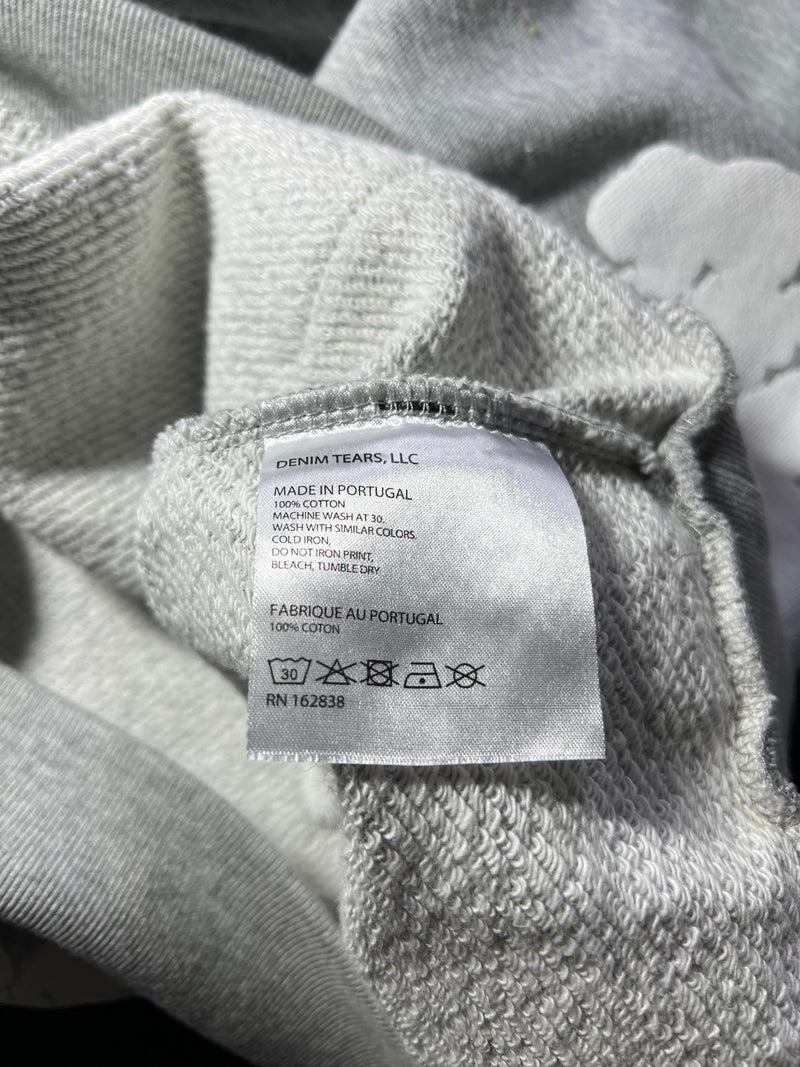 DENIM TEARS, LLC
MADE IN PORTUGAL
100% COTTON
MACHINE WASH AT 30.
WASH WITH SIMILAR COLORS.
COLD IRON,
DO NOT IRON PRINT,
BLEACH, TUMBLE DRY
FABRIQUE AU PORTUGAL
100% COTON
30
RN 162838